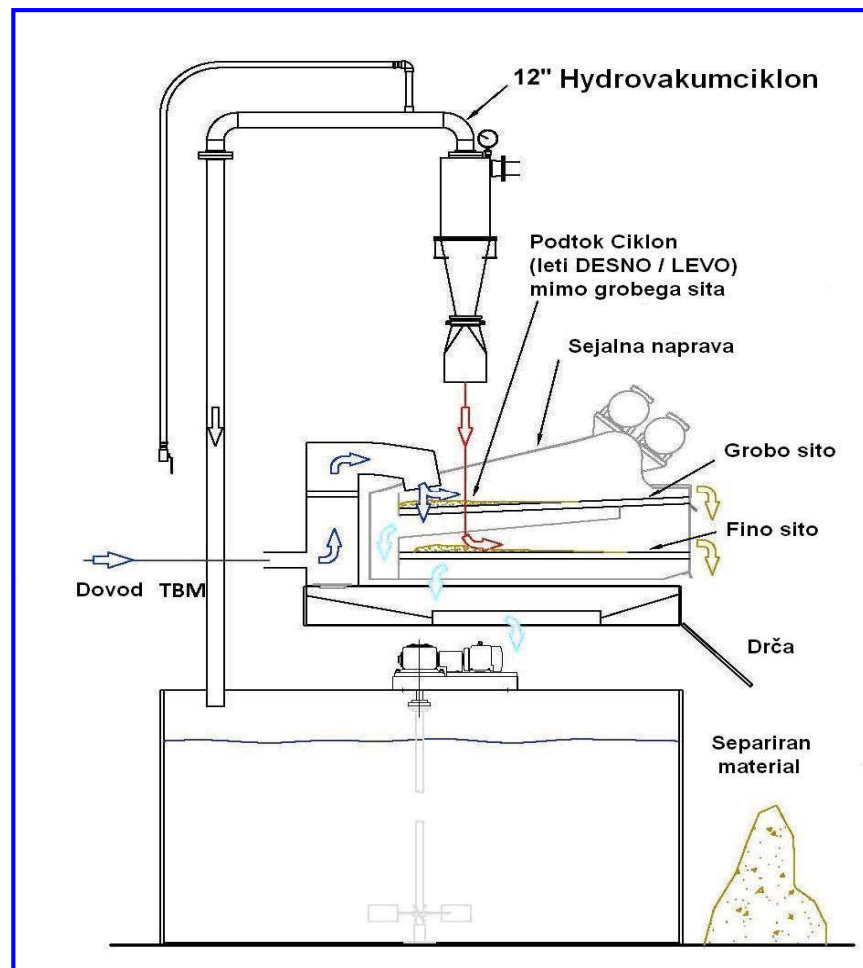 12" Hydrovakumciklon
Podtok Ciklon
(leti DESNO / LEVO)
mimo grobega sita
Sejalna naprava
Grobo sito
Fino sito
Dovod TBM
Drča
Separiran
material